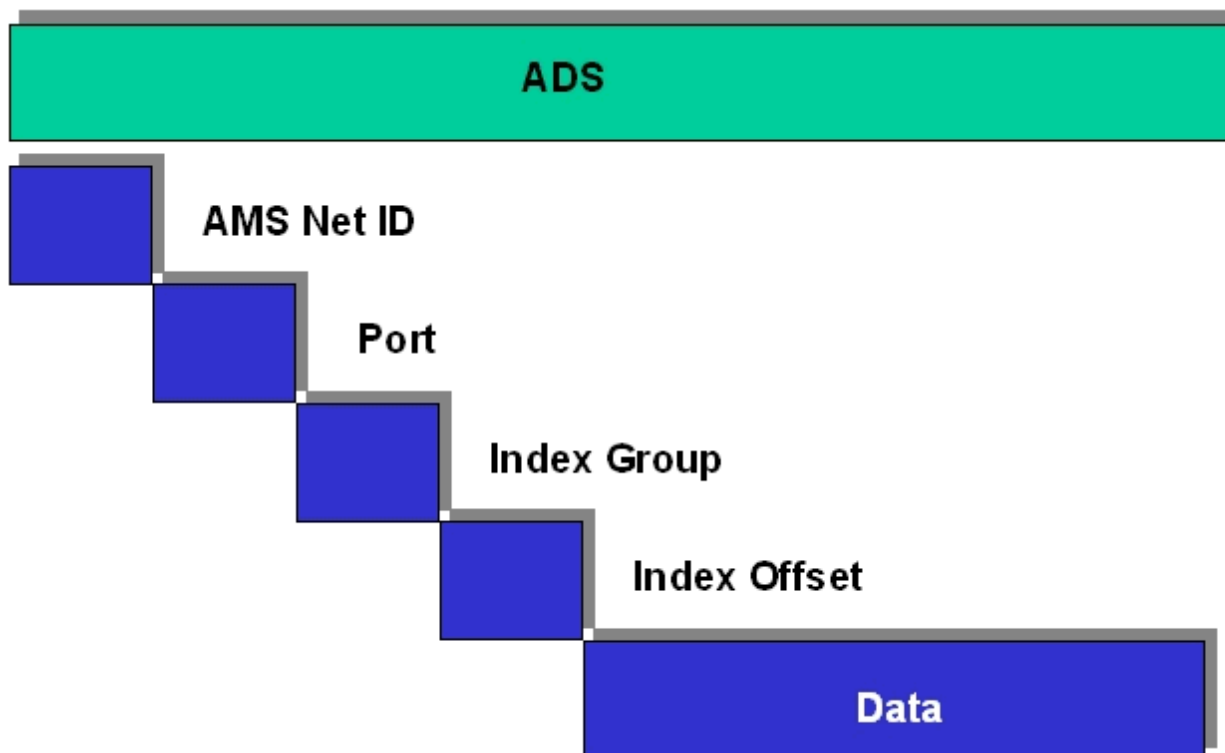 ADS
AMS Net ID
Port
Index Group
Index Offset
Data